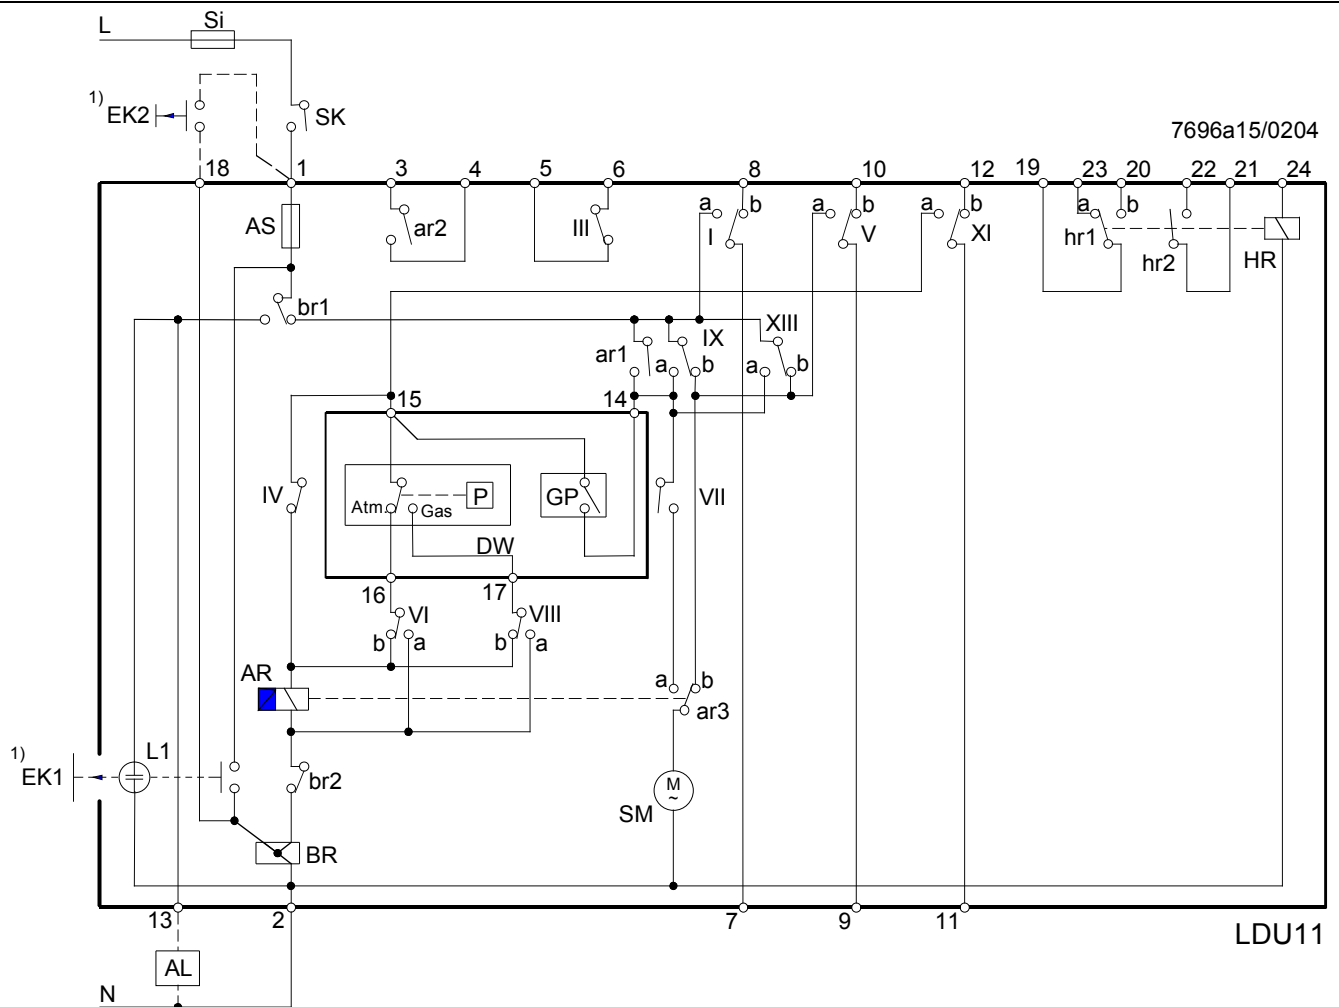 L
Si
1)
EK2
SK
7696a15/0204
18 1 3 4 5 6 8 10 12 19 23 20 22 21 24
AS
ar2
III
a b
I
a b
V
a b
XI
a b
hr1
hr2
HR
br1
ar1
IX
a b
XIII
a b
15
14
IV
Atm.
Gas
P
GP
VII
DW
16
17
VI
b a
VIII
b a
AR
a b
ar3
1)
EK1
L1
br2
M
~
SM
BR
13 2 7 9 11
LDU11
AL
N